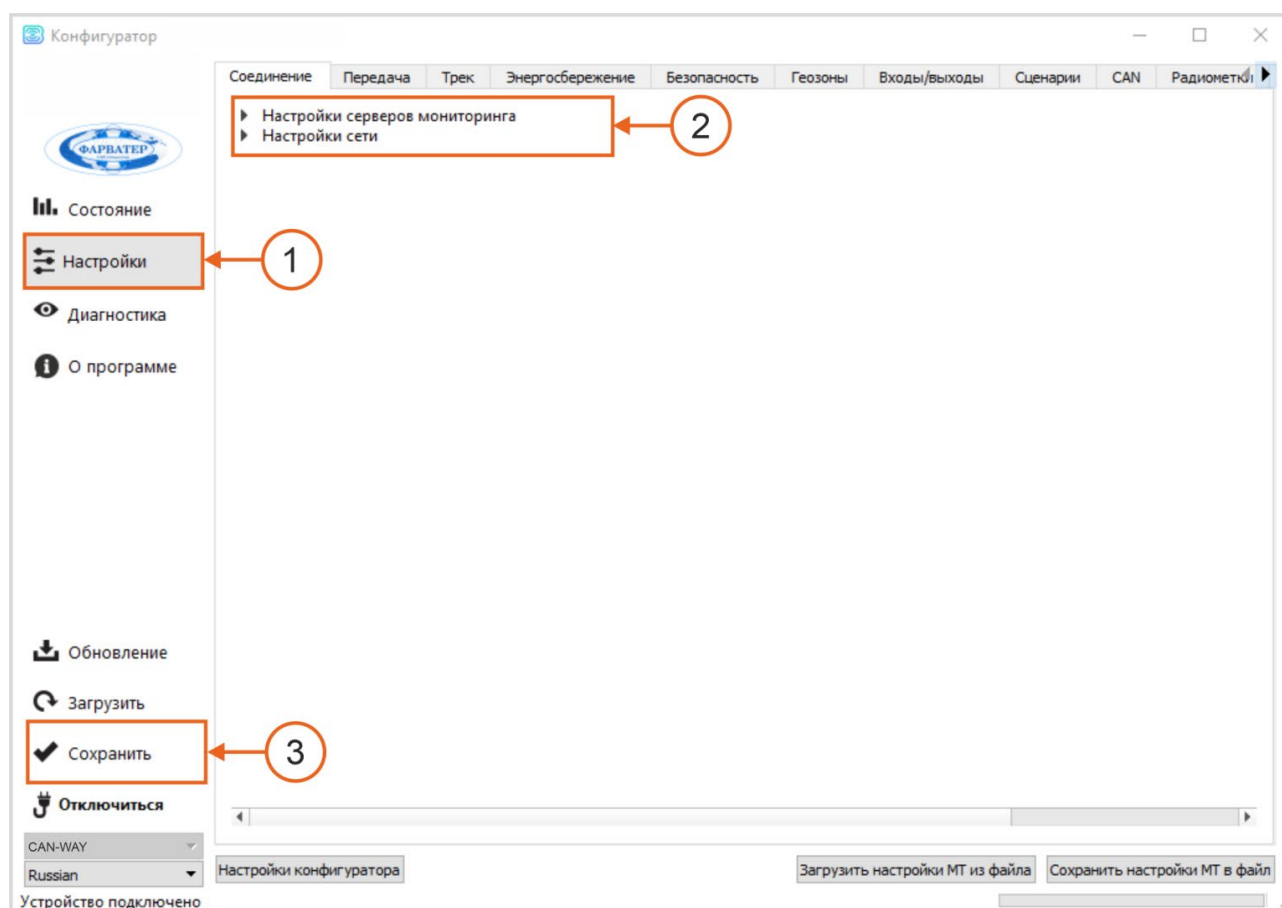 Конфигуратор
Соединение Передача Трек Энергосбережение Безопасность Геозоны Входы/выходы Сценарии CAN Радиометки
Настройки серверов мониторинга
Настройки сети
2
ФАРВАТЕР
Состояние
Настройки
1
Диагностика
О программе
Обновление
Загрузить
Сохранить
3
Отключиться
CAN-WAY
Russian
Настройки конфигуратора
Загрузить настройки МТ из файла
Сохранить настройки МТ в файл
Устройство подключено